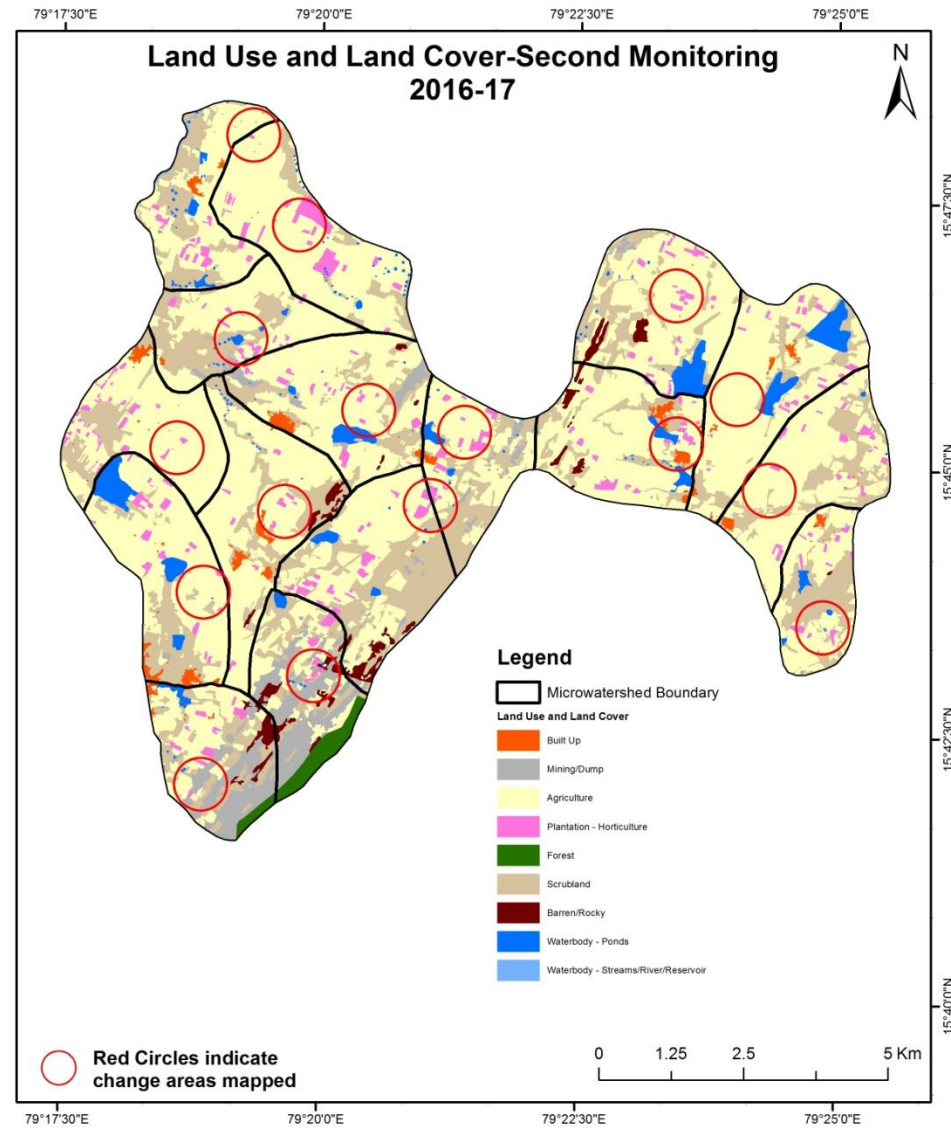 79°17'30"E 79°20'0"E 79°22'30"E 79°25'0"E
Land Use and Land Cover-Second Monitoring
2016-17
N
15°47'30"N
15°45'0"N
15°42'30"N
15°40'0"N
Legend
Microwatershed Boundary
Land Use and Land Cover
Built Up
Mining/Dump
Agriculture
Plantation - Horticulture
Forest
Scrubland
Barren/Rocky
Waterbody - Ponds
Waterbody - Streams/River/Reservoir
Red Circles indicate
change areas mapped
0 1.25 2.5 5 Km
79°17'30"E 79°20'0"E 79°22'30"E 79°25'0"E